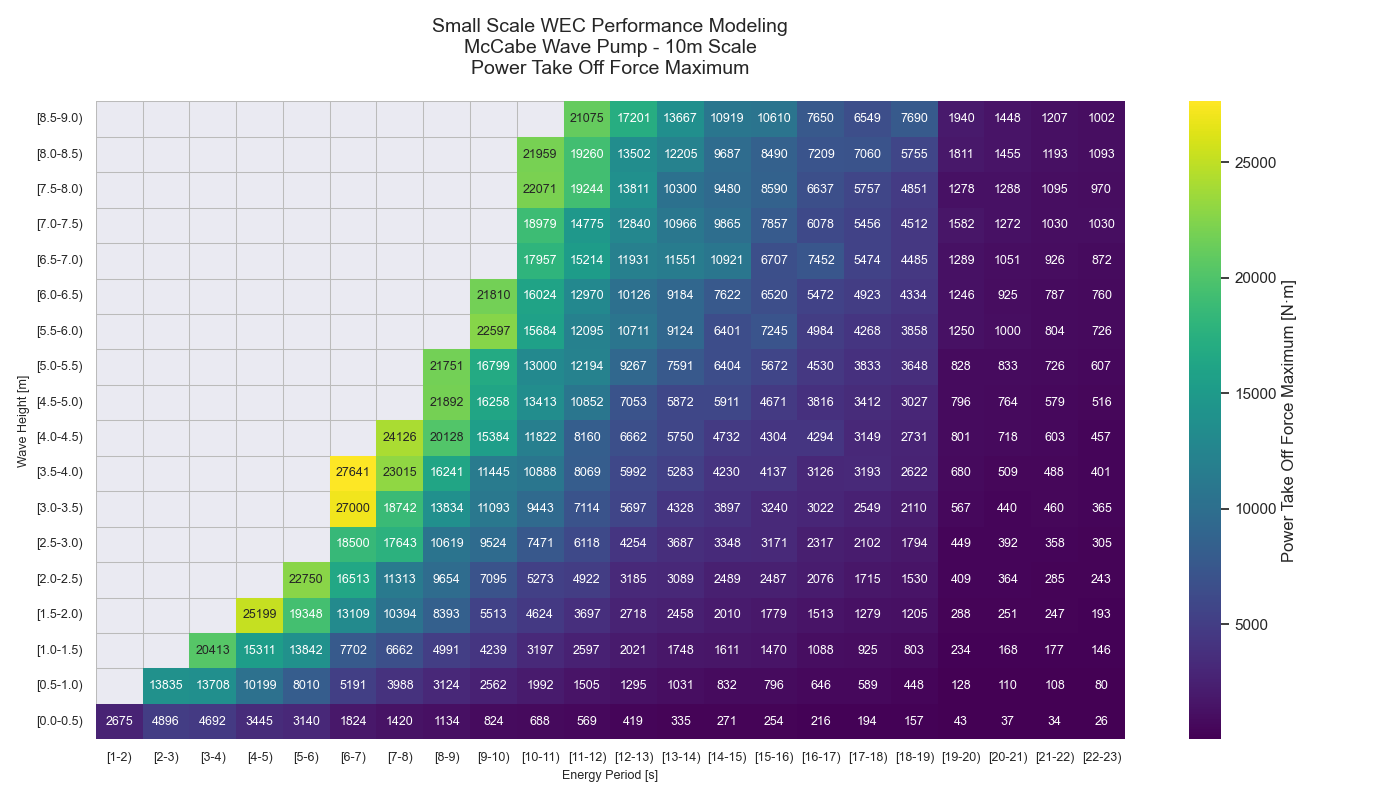 Small Scale WEC Performance Modeling
McCabe Wave Pump - 10m Scale
Power Take Off Force Maximum
[8.5-9.0) 21075 17201 13667 10919 10610 7650 6549 7690 1940 1448 1207 1002
[8.0-8.5) 21959 19260 13502 12205 9687 8490 7209 7060 5755 1811 1455 1193 1093
[7.5-8.0) 22071 19244 13811 10300 9480 8590 6637 5757 4851 1278 1288 1095 970
[7.0-7.5) 18979 14775 12840 10966 9865 7857 6078 5456 4512 1582 1272 1030 1030
[6.5-7.0) 17957 15214 11931 11551 10921 6707 7452 5474 4485 1289 1051 926 872
[6.0-6.5) 21810 16024 12970 10126 9184 7622 6520 5472 4923 4334 1246 925 787 760
[5.5-6.0) 22597 15684 12095 10711 9124 6401 7245 4984 4268 3858 1250 1000 804 726
[5.0-5.5) 21751 16799 13000 12194 9267 7591 6404 5672 4530 3833 3648 828 833 726 607
[4.5-5.0) 21892 16258 13413 10852 7053 5872 5911 4671 3816 3412 3027 796 764 579 516
[4.0-4.5) 24126 20128 15384 11822 8160 6662 5750 4732 4304 4294 3149 2731 801 718 603 457
[3.5-4.0) 27641 23015 16241 11445 10888 8069 5992 5283 4230 4137 3126 3193 2622 680 509 488 401
[3.0-3.5) 27000 18742 13834 11093 9443 7114 5697 4328 3897 3240 3022 2549 2110 567 440 460 365
[2.5-3.0) 18500 17643 10619 9524 7471 6118 4254 3687 3348 3171 2317 2102 1794 449 392 358 305
[2.0-2.5) 22750 16513 11313 9654 7095 5273 4922 3185 3089 2489 2487 2076 1715 1530 409 364 285 243
[1.5-2.0) 25199 19348 13109 10394 8393 5513 4624 3697 2718 2458 2010 1779 1513 1279 1205 288 251 247 193
[1.0-1.5) 20413 15311 13842 7702 6662 4991 4239 3197 2597 2021 1748 1611 1470 1088 925 803 234 168 177 146
[0.5-1.0) 13835 13708 10199 8010 5191 3988 3124 2562 1992 1505 1295 1031 832 796 646 589 448 128 110 108 80
[0.0-0.5) 2675 4896 4692 3445 3140 1824 1420 1134 824 688 569 419 335 271 254 216 194 157 43 37 34 26
[1-2) [2-3) [3-4) [4-5) [5-6) [6-7) [7-8) [8-9) [9-10) [10-11) [11-12) [12-13) [13-14) [14-15) [15-16) [16-17) [17-18) [18-19) [19-20) [20-21) [21-22) [22-23)
Energy Period [s]
Wave Height [m]
25000
20000
15000
10000
5000
Power Take Off Force Maximum [N·m]